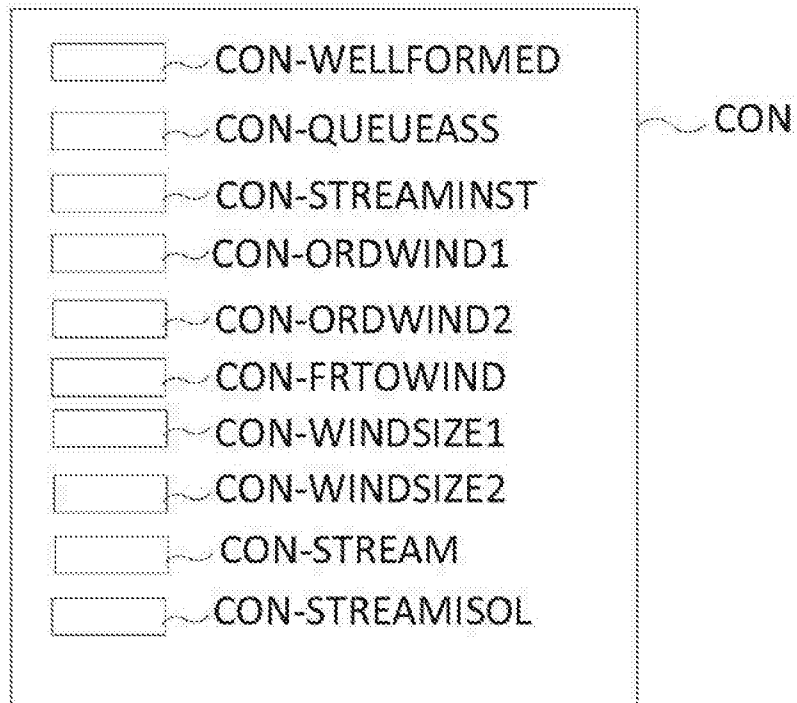 CON-WELLFORMED
CON-QUEUEASS
CON
CON-STREAMINST
CON-ORDWIND1
CON-ORDWIND2
CON-FRTOWIND
CON-WINDSIZE1
CON-WINDSIZE2
CON-STREAM
CON-STREAMISOL